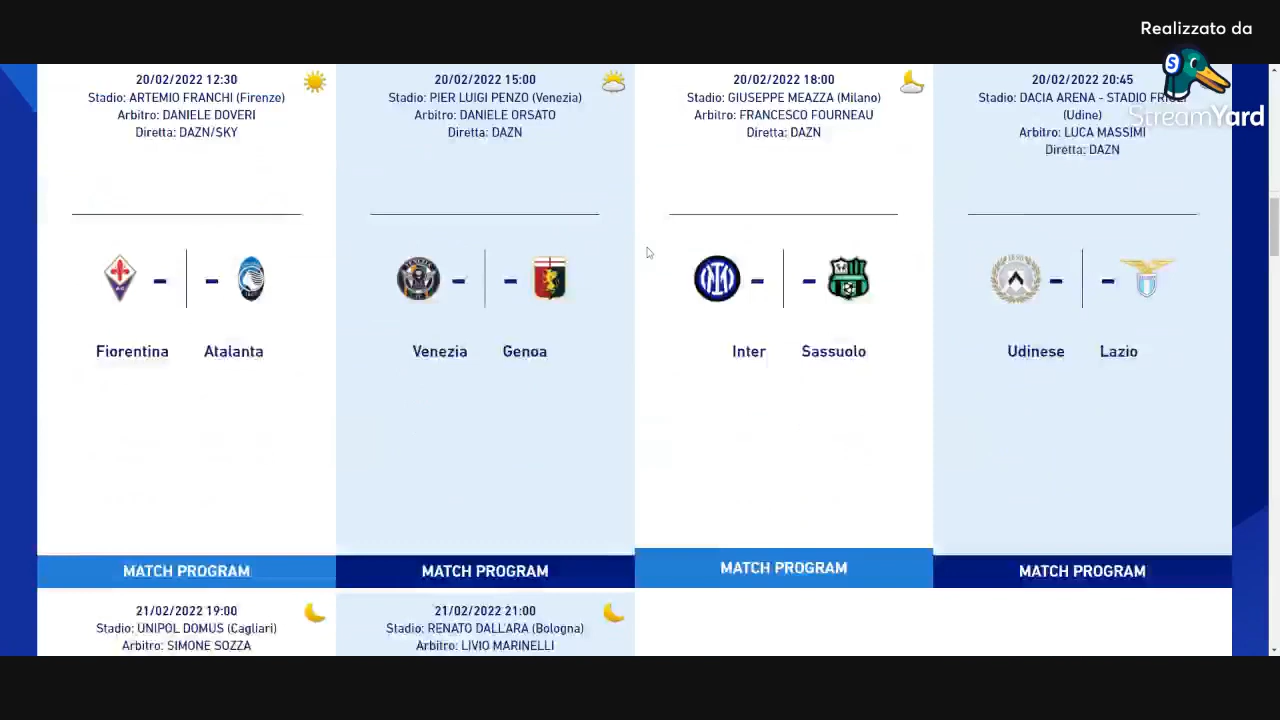 Realizzato da
StreamYard
20/02/2022 12:30
Stadio: ARTEMIO FRANCHI (Firenze)
Arbitro: DANIELE DOVERI
Diretta: DAZN/SKY
Fiorentina
Atalanta
MATCH PROGRAM
20/02/2022 15:00
Stadio: PIER LUIGI PENZO (Venezia)
Arbitro: DANIELE ORSATO
Diretta: DAZN
Venezia
Genoa
MATCH PROGRAM
20/02/2022 18:00
Stadio: GIUSEPPE MEAZZA (Milano)
Arbitro: FRANCESCO FOURNEAU
Diretta: DAZN
Inter
Sassuolo
MATCH PROGRAM
20/02/2022 20:45
Stadio: DACIA ARENA - STADIO
(Udine)
Arbitro: LUCA MASSIMI
Diretta: DAZN
Udinese
Lazio
MATCH PROGRAM
21/02/2022 19:00
Stadio: UNIPOL DOMUS (Cagliari)
Arbitro: SIMONE SOZZA
21/02/2022 21:00
Stadio: RENATO DALL'ARA (Bologna)
Arbitro: LIVIO MARINELLI